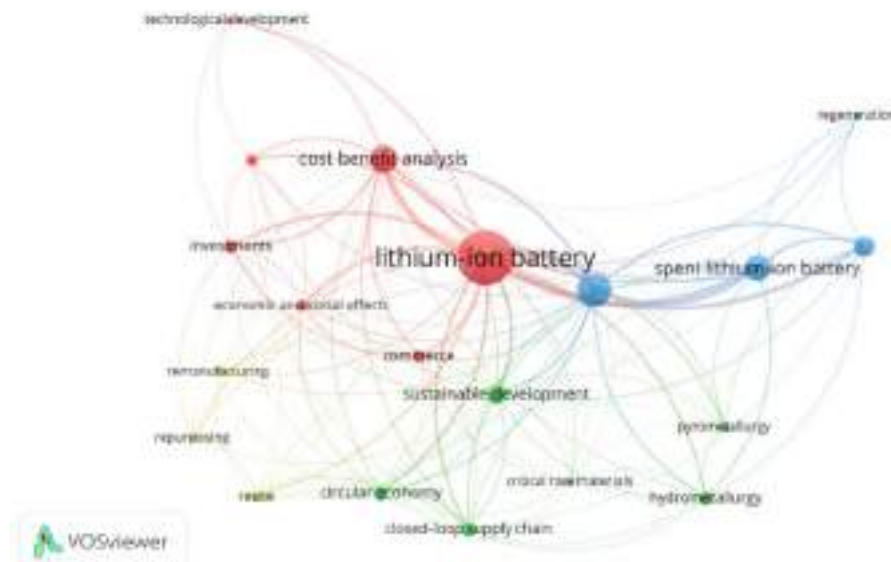 technological development
regeneration
cost benefit analysis
investments
lithium-ion battery
spent lithium-ion battery
economic and social effects
commerce
remanufacturing
sustainable development
repurposing
pyrometallurgy
critical raw materials
reuse
circular economy
hydrometallurgy
closed-loop supply chain
VOSviewer